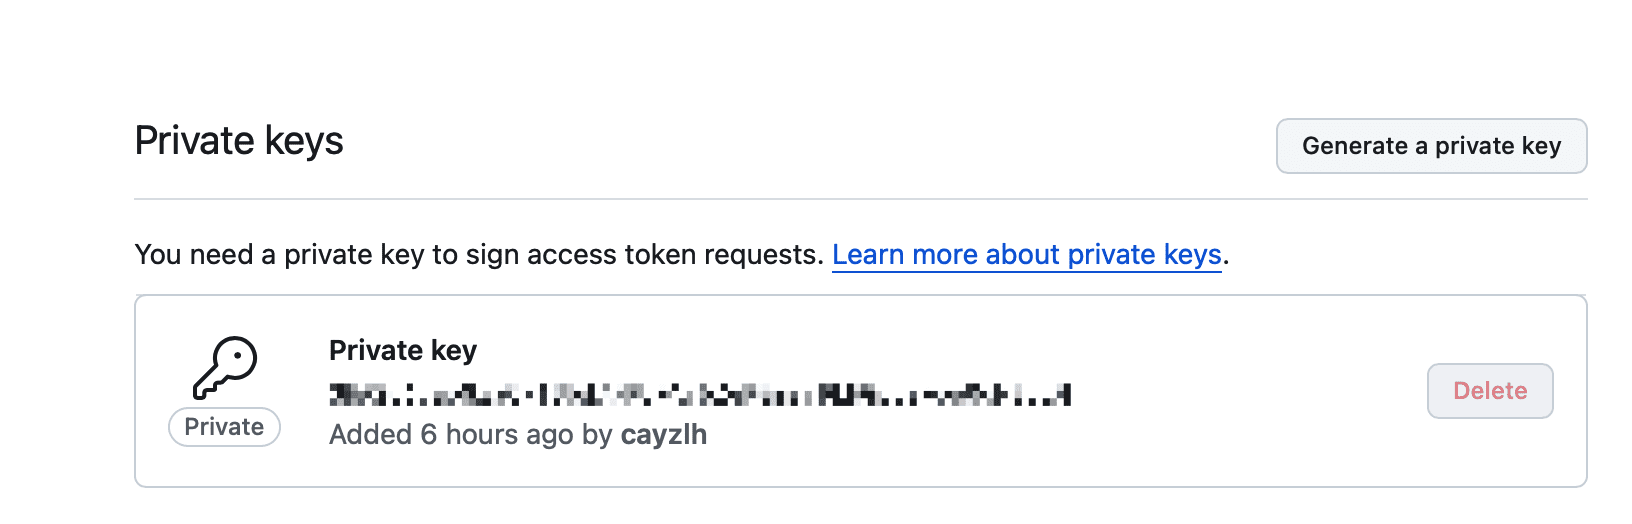 Private keys
Generate a private key
You need a private key to sign access token requests. Learn more about private keys.
Private key
Private
Added 6 hours ago by cayzlh
Delete